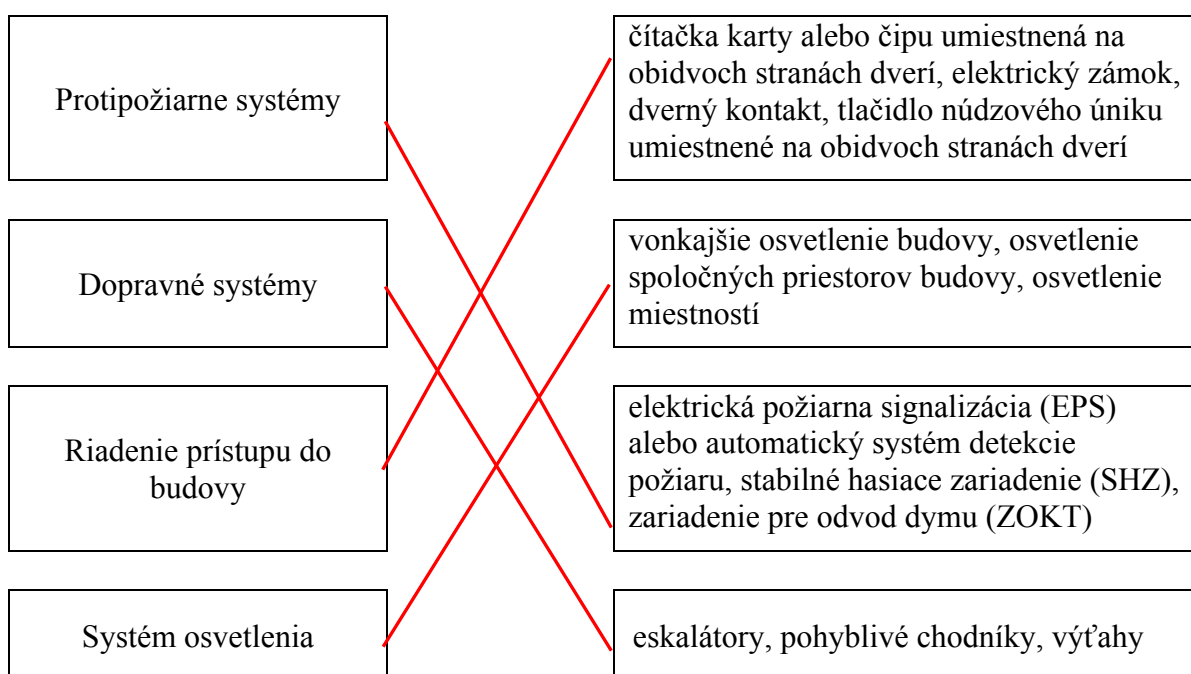 Protipožiarne systémy
čítačka karty alebo čipu umiestnená na
obidvoch stranách dverí, elektrický zámok,
dverný kontakt, tlačidlo núdzového úniku
umiestnené na obidvoch stranách dverí
Dopravné systémy
vonkajšie osvetlenie budovy, osvetlenie
spoločných priestorov budovy, osvetlenie
miestností
Riadenie prístupu do
budovy
elektrická požiarna signalizácia (EPS)
alebo automatický systém detekcie
požiaru, stabilné hasiace zariadenie (SHZ),
zariadenie pre odvod dymu (ZOKT)
Systém osvetlenia
eskalátory, pohyblivé chodníky, výťahy